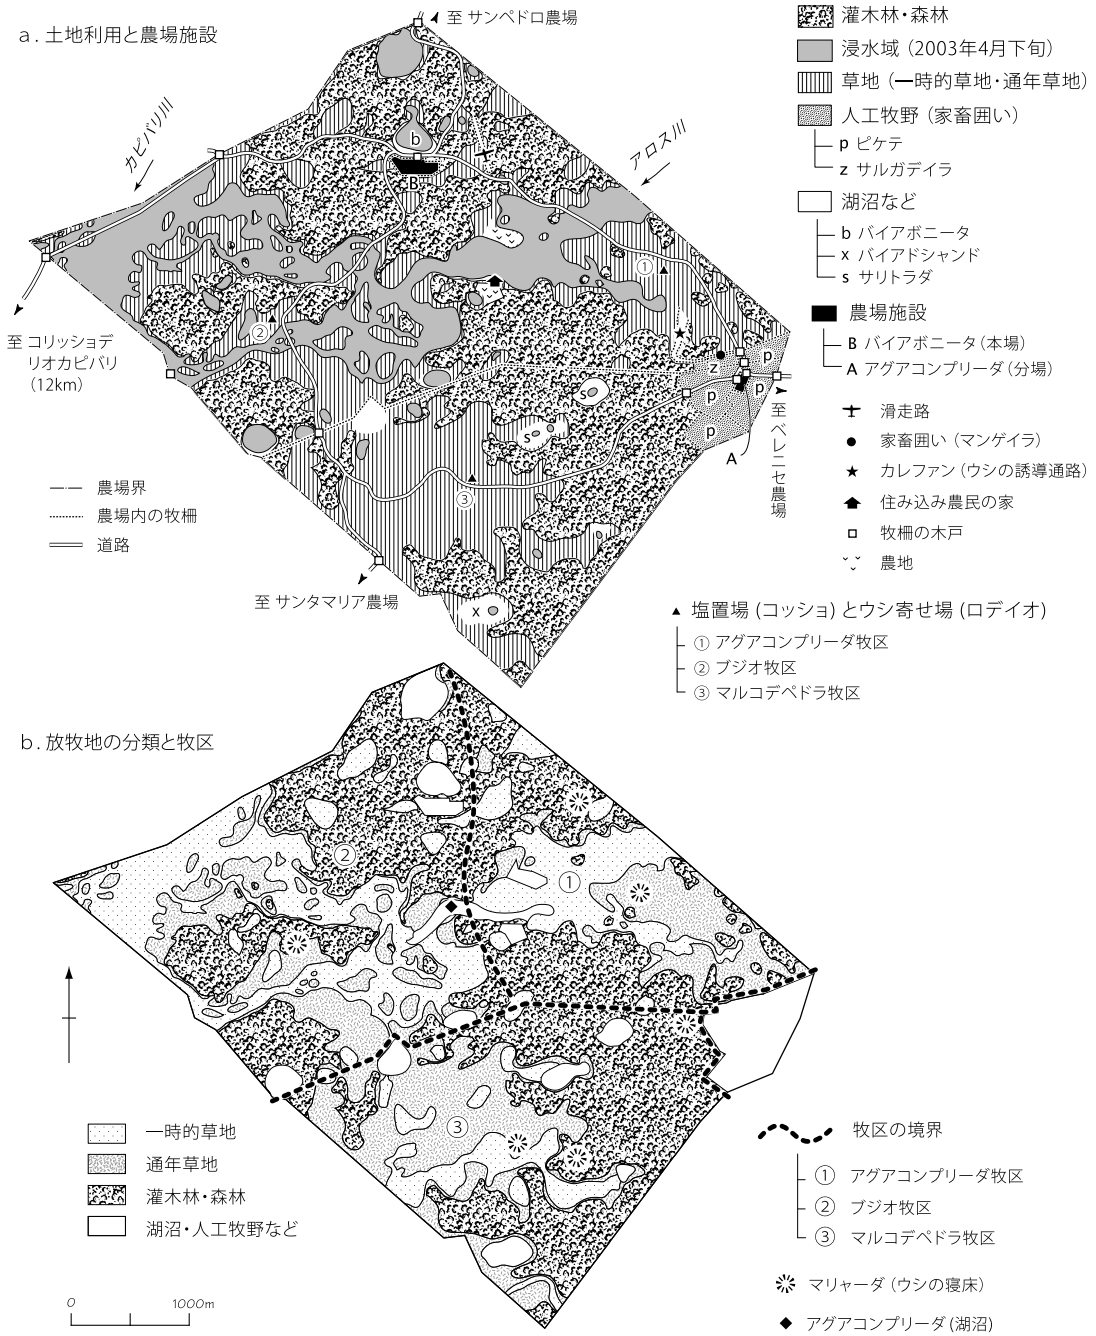 a．土地利用と農場施設
至 サンペドロ農場
カピバリ川
アロス川
b
B
①
②
③
z
p
p
p
p
s
s
x
A
至 コリッショデ
リオカピバリ
（12km）
至 ベレニセ農場
至 サンタマリア農場
農場界
農場内の牧柵
道路
灌木林・森林
浸水域（2003年4月下旬）
草地（一時的草地・通年草地）
人工牧野（家畜囲い）
p ピケテ
z サルガデイラ
湖沼など
b バイアボニータ
x バイアドシャンド
s サリトラダ
農場施設
B バイアボニータ（本場）
A アグアコンプリーダ（分場）
滑走路
家畜囲い（マンゲイラ）
カレファン（ウシの誘導通路）
住み込み農民の家
牧柵の木戸
農地
塩置場（コッショ）とウシ寄せ場（ロデイオ）
① アグアコンプリーダ牧区
② ブジオ牧区
③ マルコデペドラ牧区
b．放牧地の分類と牧区
②
①
③
一時的草地
通年草地
灌木林・森林
湖沼・人工牧野など
0 1000m
牧区の境界
① アグアコンプリーダ牧区
② ブジオ牧区
③ マルコデペドラ牧区
マリャーダ（ウシの寝床）
アグアコンプリーダ（湖沼）